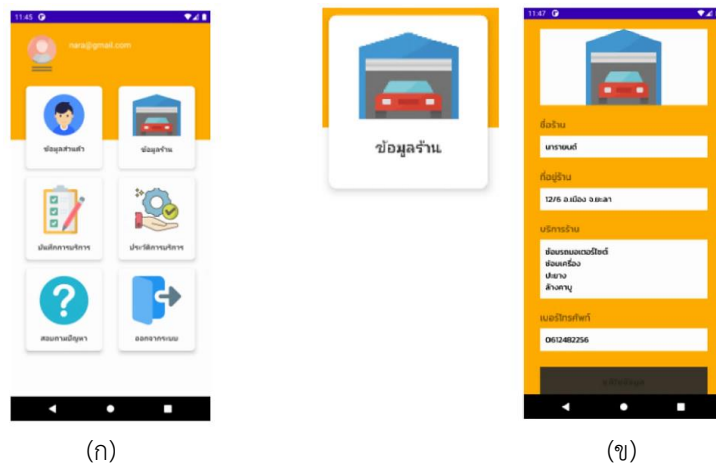 11:45
nara@gmail.com
ข้อมูลส่วนตัว
ข้อมูลร้าน
บันทึกการบริการ
ประวัติการบริการ
สอบถามปัญหา
ออกจากระบบ
(ก)
ข้อมูลร้าน
11:47
ชื่อร้าน
นารายนต์
ที่อยู่ร้าน
12/6 อ.เมือง จ.ยะลา
บริการร้าน
ซ่อมรถมอเตอร์ไซต์
ซ่อมเครื่อง
ปะยาง
ล้างคาบู
เบอร์โทรศัพท์
0612482256
(ข)